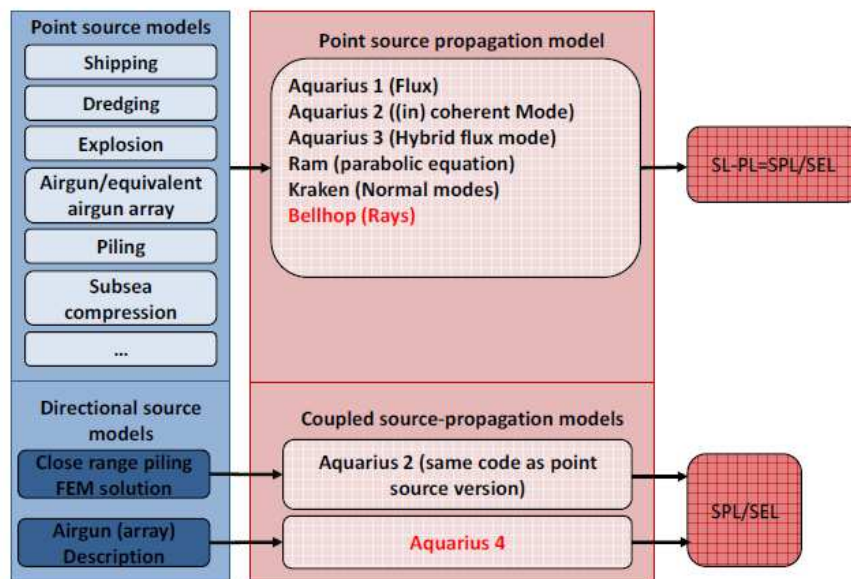 Point source models
Shipping
Dredging
Explosion
Airgun/equivalent
airgun array
Piling
Subsea
compression
...
Point source propagation model
Aquarius 1 (Flux)
Aquarius 2 ((in) coherent Mode)
Aquarius 3 (Hybrid flux mode)
Ram (parabolic equation)
Kraken (Normal modes)
Bellhop (Rays)
SL-PL=SPL/SEL
Directional source
models
Close range piling
FEM solution
Airgun (array)
Description
Coupled source-propagation models
Aquarius 2 (same code as point
source version)
Aquarius 4
SPL/SEL